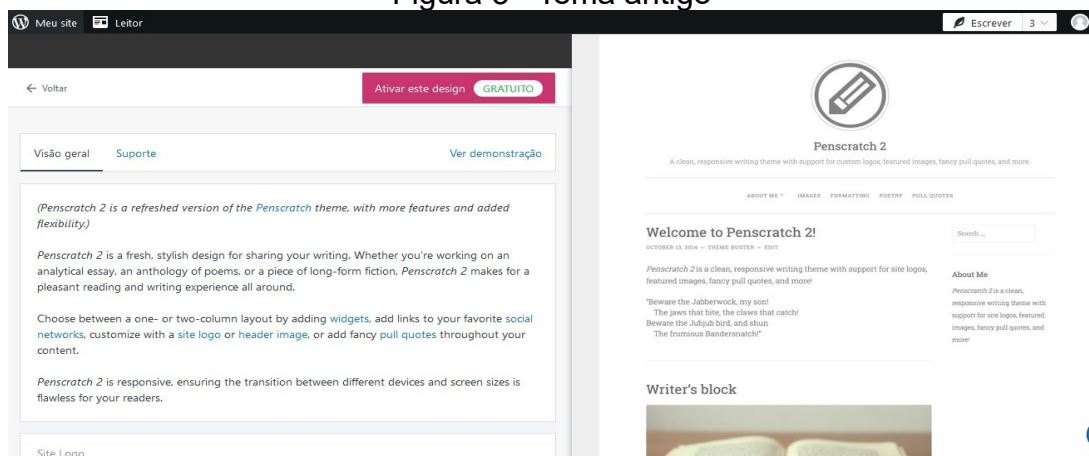 Meu site Leitor Escrever 3
← Voltar
Ativar este design GRATUITO
Visão geral Suporte Ver demonstração
(Penscratch 2 is a refreshed version of the Penscratch theme, with more features and added
flexibility.)
Penscratch 2 is a fresh, stylish design for sharing your writing. Whether you're working on an
analytical essay, an anthology of poems, or a piece of long-form fiction, Penscratch 2 makes for a
pleasant reading and writing experience all around.
Choose between a one- or two-column layout by adding widgets, add links to your favorite social
networks, customize with a site logo or header image, or add fancy pull quotes throughout your
content.
Penscratch 2 is responsive, ensuring the transition between different devices and screen sizes is
flawless for your readers.
Site Logo
Penscratch 2
A clean, responsive writing theme with support for custom logos, featured images, fancy pull quotes, and more.
ABOUT ME IMAGES FORMATTING POETRY PULL QUOTES
Welcome to Penscratch 2!
OCTOBER 13, 2014 ~ THEME BUSTER ~ EDIT
Penscratch 2 is a clean, responsive writing theme with support for site logos,
featured images, fancy pull quotes, and more!
"Beware the Jabberwock, my son!
The jaws that bite, the claws that catch!
Beware the Jubjub bird, and shun
The frumious Bandersnatch!"
Writer's block
Search ...
About Me
Penscratch 2 is a clean,
responsive writing theme with
support for site logos, featured
images, fancy pull quotes, and
more!